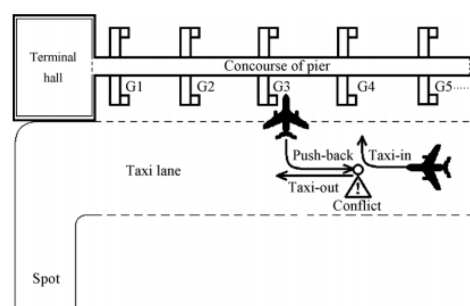 Terminal
hall
Concourse of pier
G1
G2
G3
G4
G5
Push-back
Taxi-in
Taxi lane
Taxi-out
!
Conflict
Spot